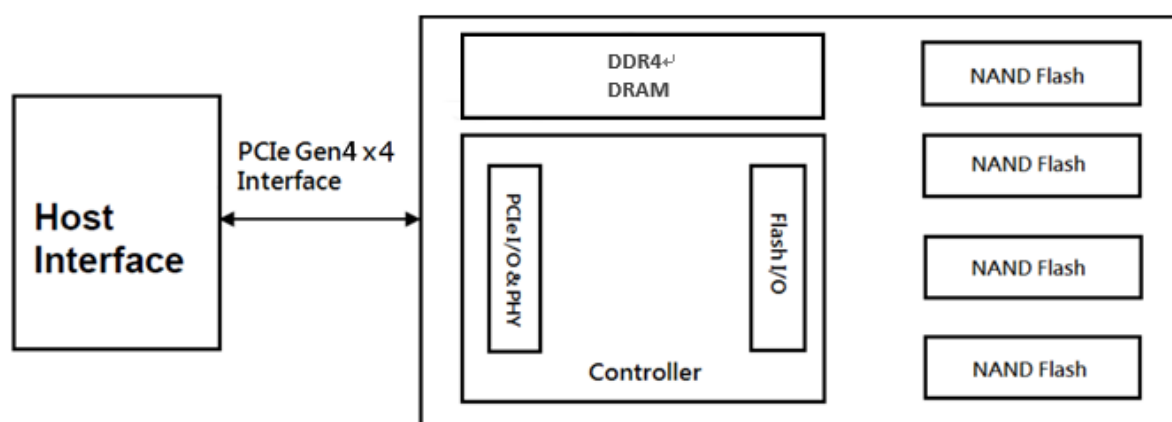 Host
Interface
PCIe Gen4 x4
Interface
DDR4↵
DRAM
PCIe I/O & PHY
Flash I/O
Controller
NAND Flash
NAND Flash
NAND Flash
NAND Flash